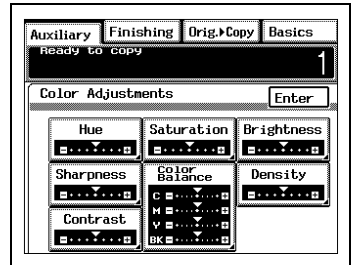 Auxiliary Finishing Orig.▸Copy Basics
Ready to copy
1
Color Adjustments Enter
Hue Saturation Brightness
Sharpness Color Balance Density
C
M
Contrast
Y
BK